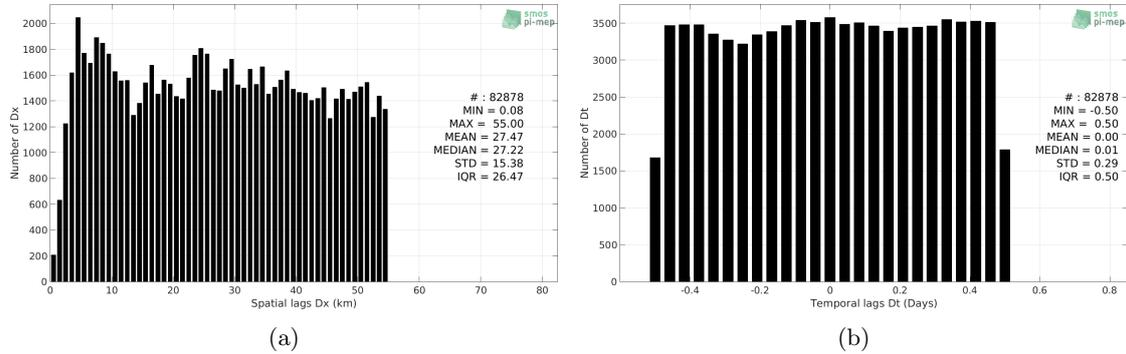 smos
pi-mep
2000
1800
1600
1400
1200
1000
800
600
400
200
0
Number of Dx
# : 82878
MIN = 0.08
MAX = 55.00
MEAN = 27.47
MEDIAN = 27.22
STD = 15.38
IQR = 26.47
0 10 20 30 40 50 60 70 80
Spatial lags Dx (km)
(a)
smos
pi-mep
3500
3000
2500
2000
1500
1000
500
0
Number of Dt
# : 82878
MIN = -0.50
MAX = 0.50
MEAN = 0.00
MEDIAN = 0.01
STD = 0.29
IQR = 0.50
-0.4 -0.2 0 0.2 0.4 0.6 0.8
Temporal lags Dt (Days)
(b)